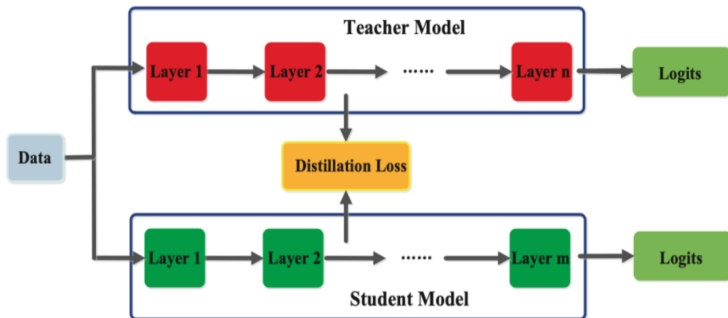 Teacher Model
Layer 1
Layer 2
......
Layer n
Logits
Data
Distillation Loss
Layer 1
Layer 2
......
Layer m
Logits
Student Model